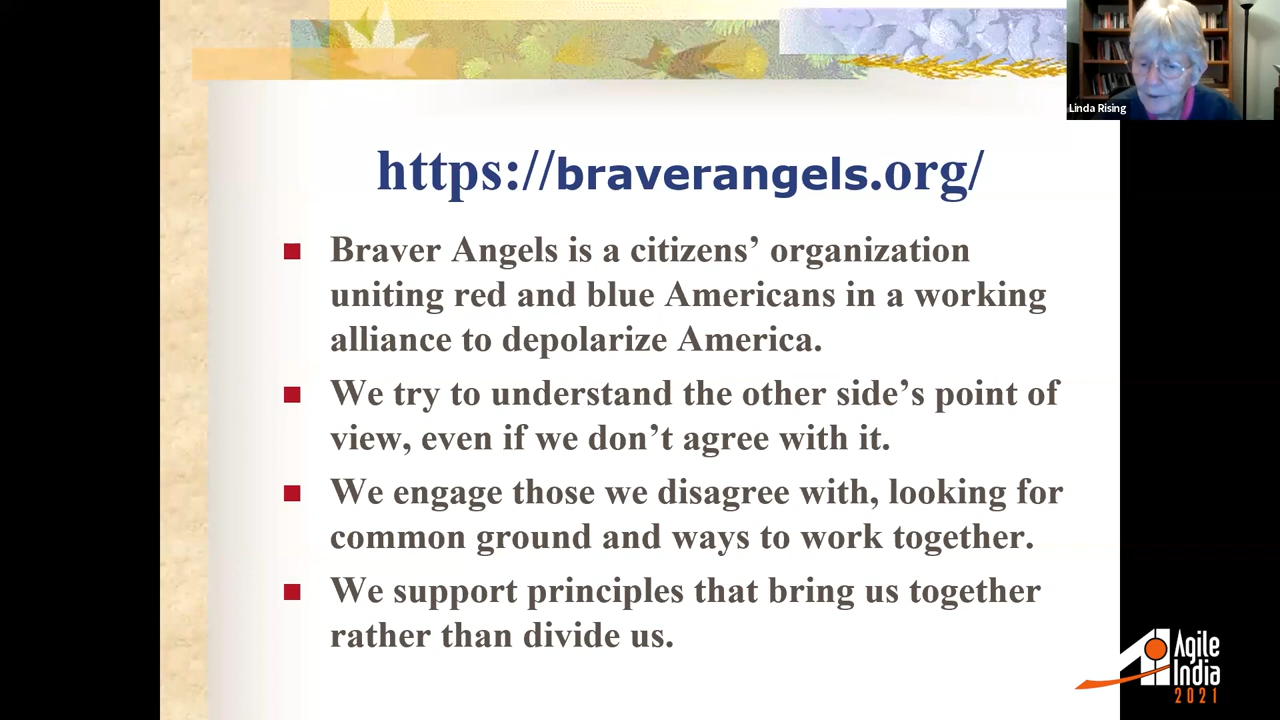 Linda Rising
https://braverangels.org/
Braver Angels is a citizens’ organization
uniting red and blue Americans in a working
alliance to depolarize America.
We try to understand the other side’s point of
view, even if we don’t agree with it.
We engage those we disagree with, looking for
common ground and ways to work together.
We support principles that bring us together
rather than divide us.
Agile
India
2021